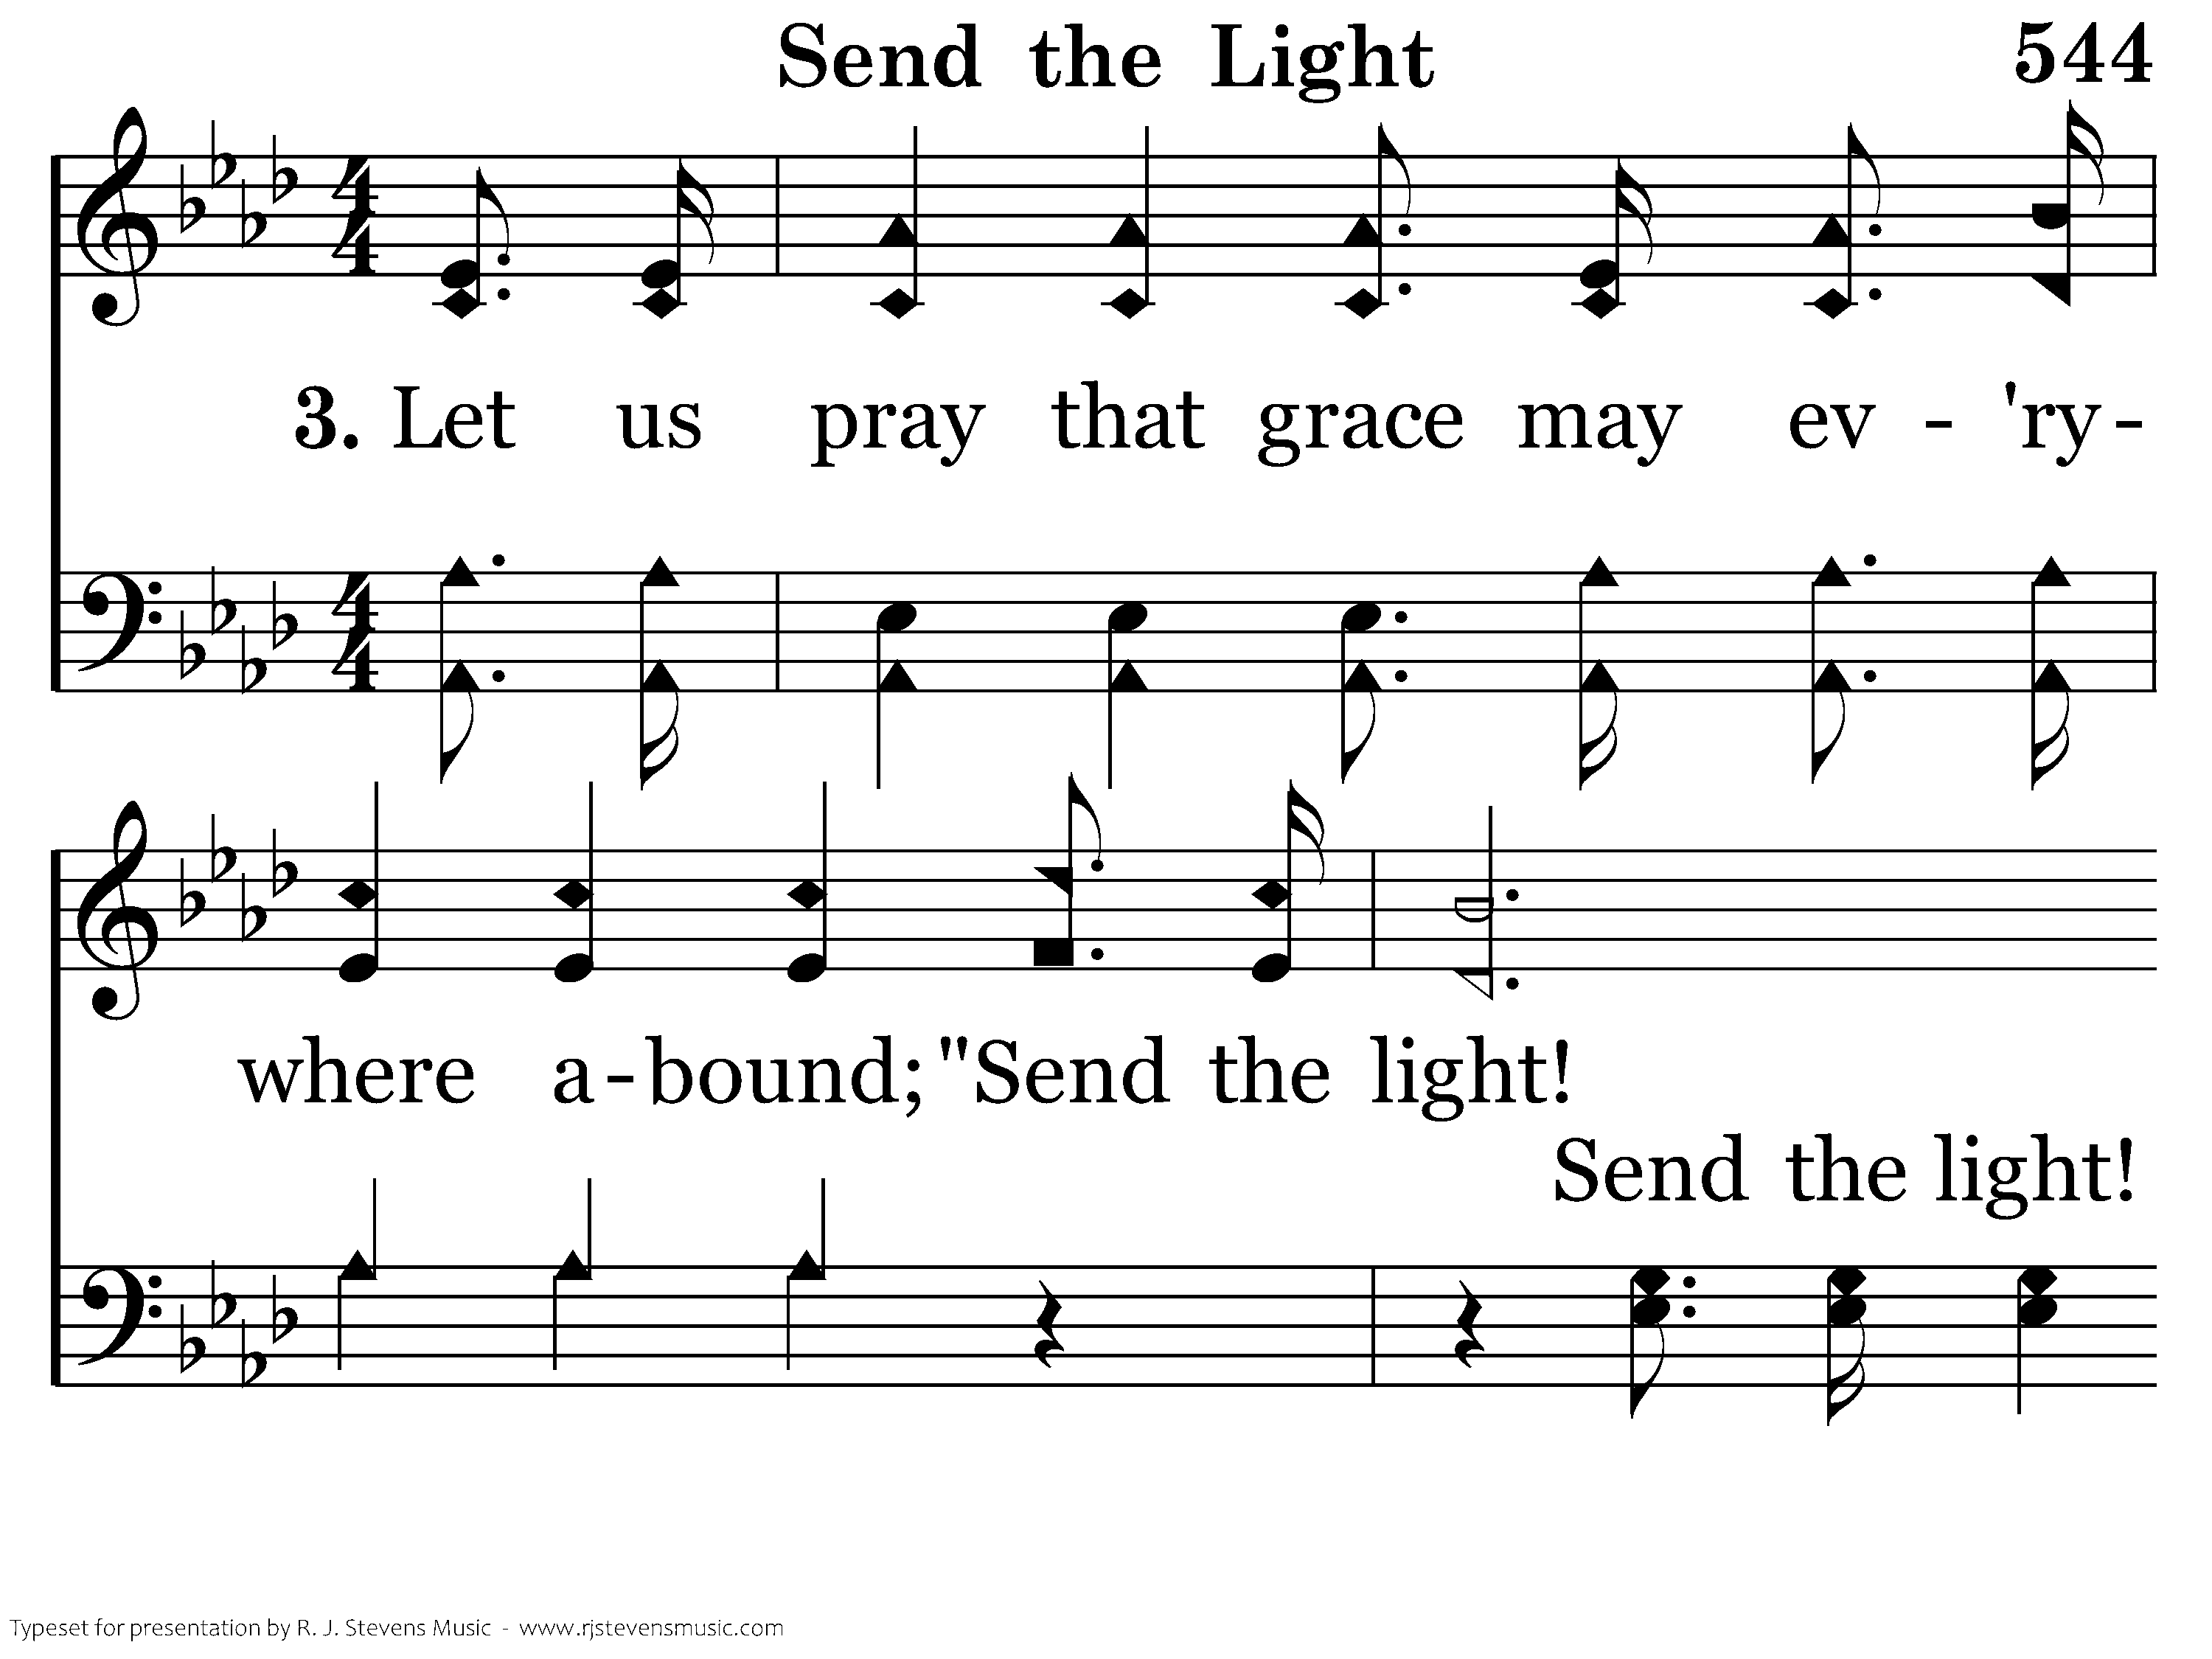 Send the Light 544
3. Let us pray that grace may ev - 'ry -
where a - bound; "Send the light!
Send the light!
Typeset for presentation by R. J. Stevens Music - www.rjstevensmusic.com